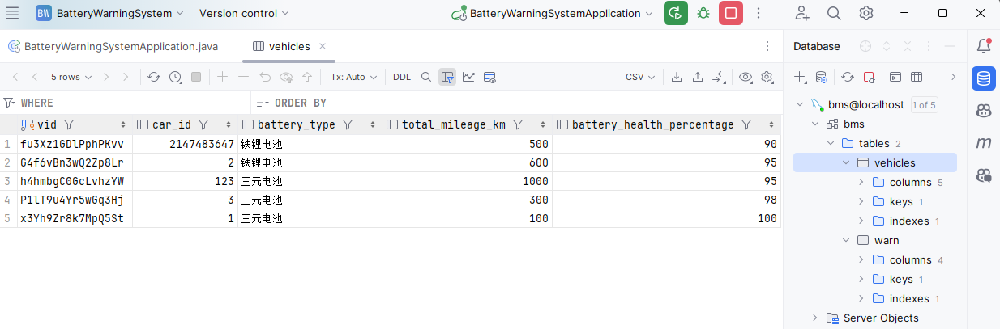 BW BatteryWarningSystem Version control BatteryWarningSystemApplication
BatteryWarningSystemApplication.java vehicles Database
5 rows Tx: Auto DDL CSV
WHERE ORDER BY
vid car_id battery_type total_mileage_km battery_health_percentage
1 fu3Xz1GDlPphPKvv 2147483647 铁锂电池 500 90
2 G4f6vBn3wQ2Zp8Lr 2 铁锂电池 600 95
3 h4hmbgC0GcLvhzYW 123 三元电池 1000 95
4 P1lT9u4Yr5wGq3Hj 3 三元电池 300 98
5 x3Yh9Zr8k7MpQ5St 1 三元电池 100 100
bms@localhost 1 of 5
bms
tables 2
vehicles
columns 5
keys 1
indexes 1
warn
columns 4
keys 1
indexes 1
Server Objects
m